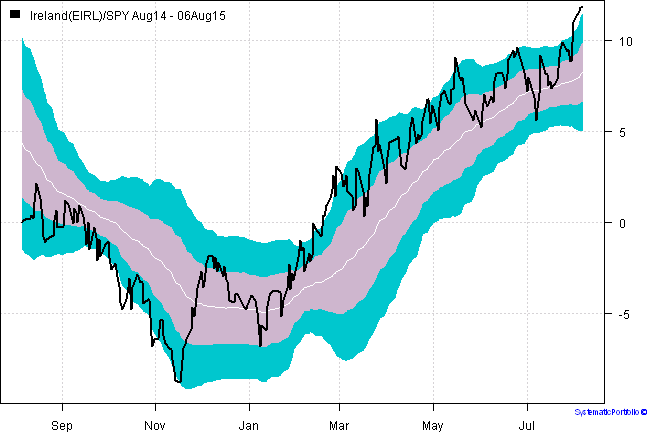 Ireland(EIRL)/SPY Aug14 - 06Aug15
10
5
0
-5
Sep Nov Jan Mar May Jul
SystematicPortfolio ©